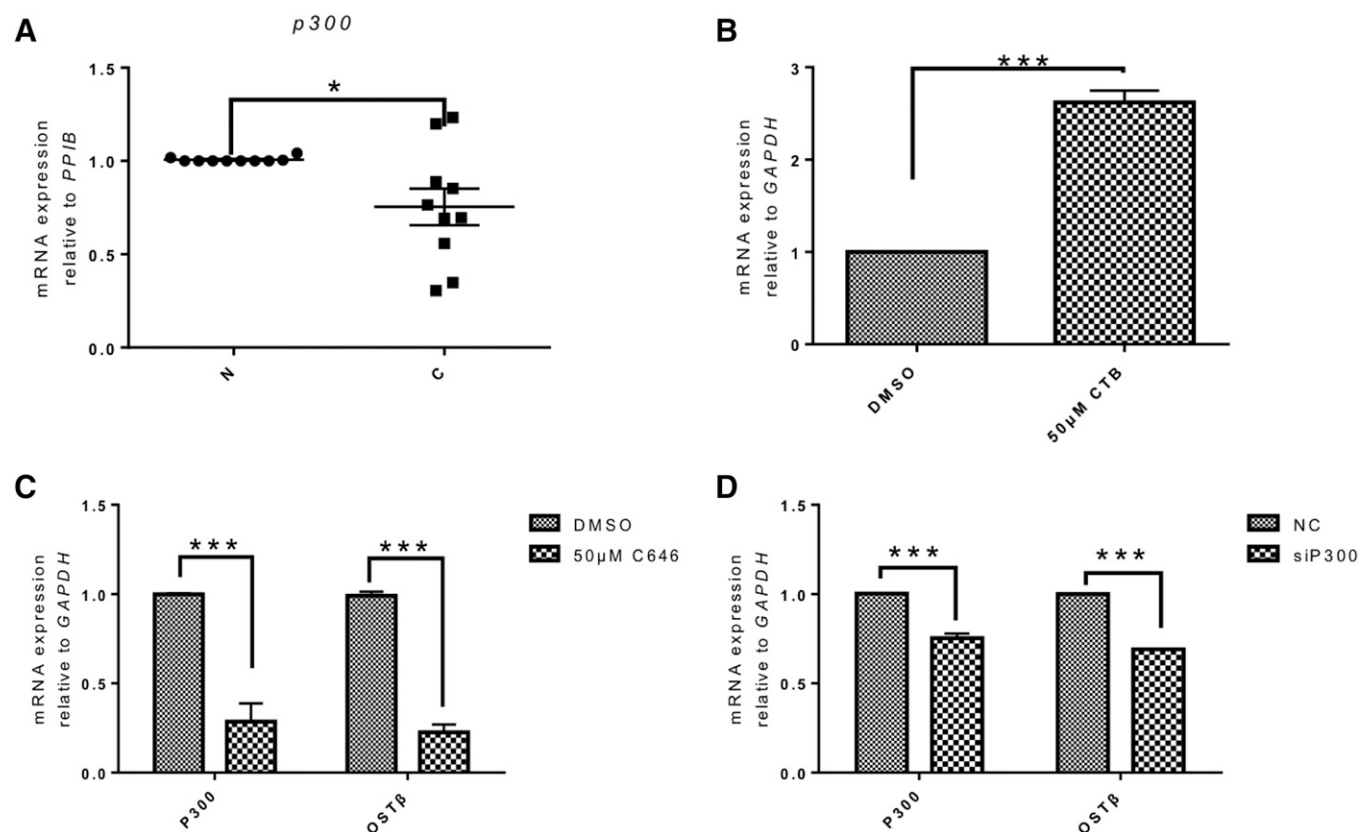 A
p300
mRNA expression
relative to PPIB
1.5
1.0
0.5
0.0
*
N
C
B
mRNA expression
relative to GAPDH
3
2
1
0
***
DMSO
50µM CTB
C
mRNA expression
relative to GAPDH
1.5
1.0
0.5
0.0
***
***
P300
OSTβ
DMSO
50µM C646
D
mRNA expression
relative to GAPDH
1.5
1.0
0.5
0.0
***
***
P300
OSTβ
NC
siP300